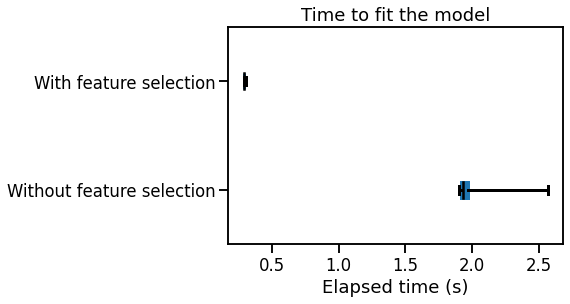 Time to fit the model
With feature selection
Without feature selection
0.5 1.0 1.5 2.0 2.5
Elapsed time (s)